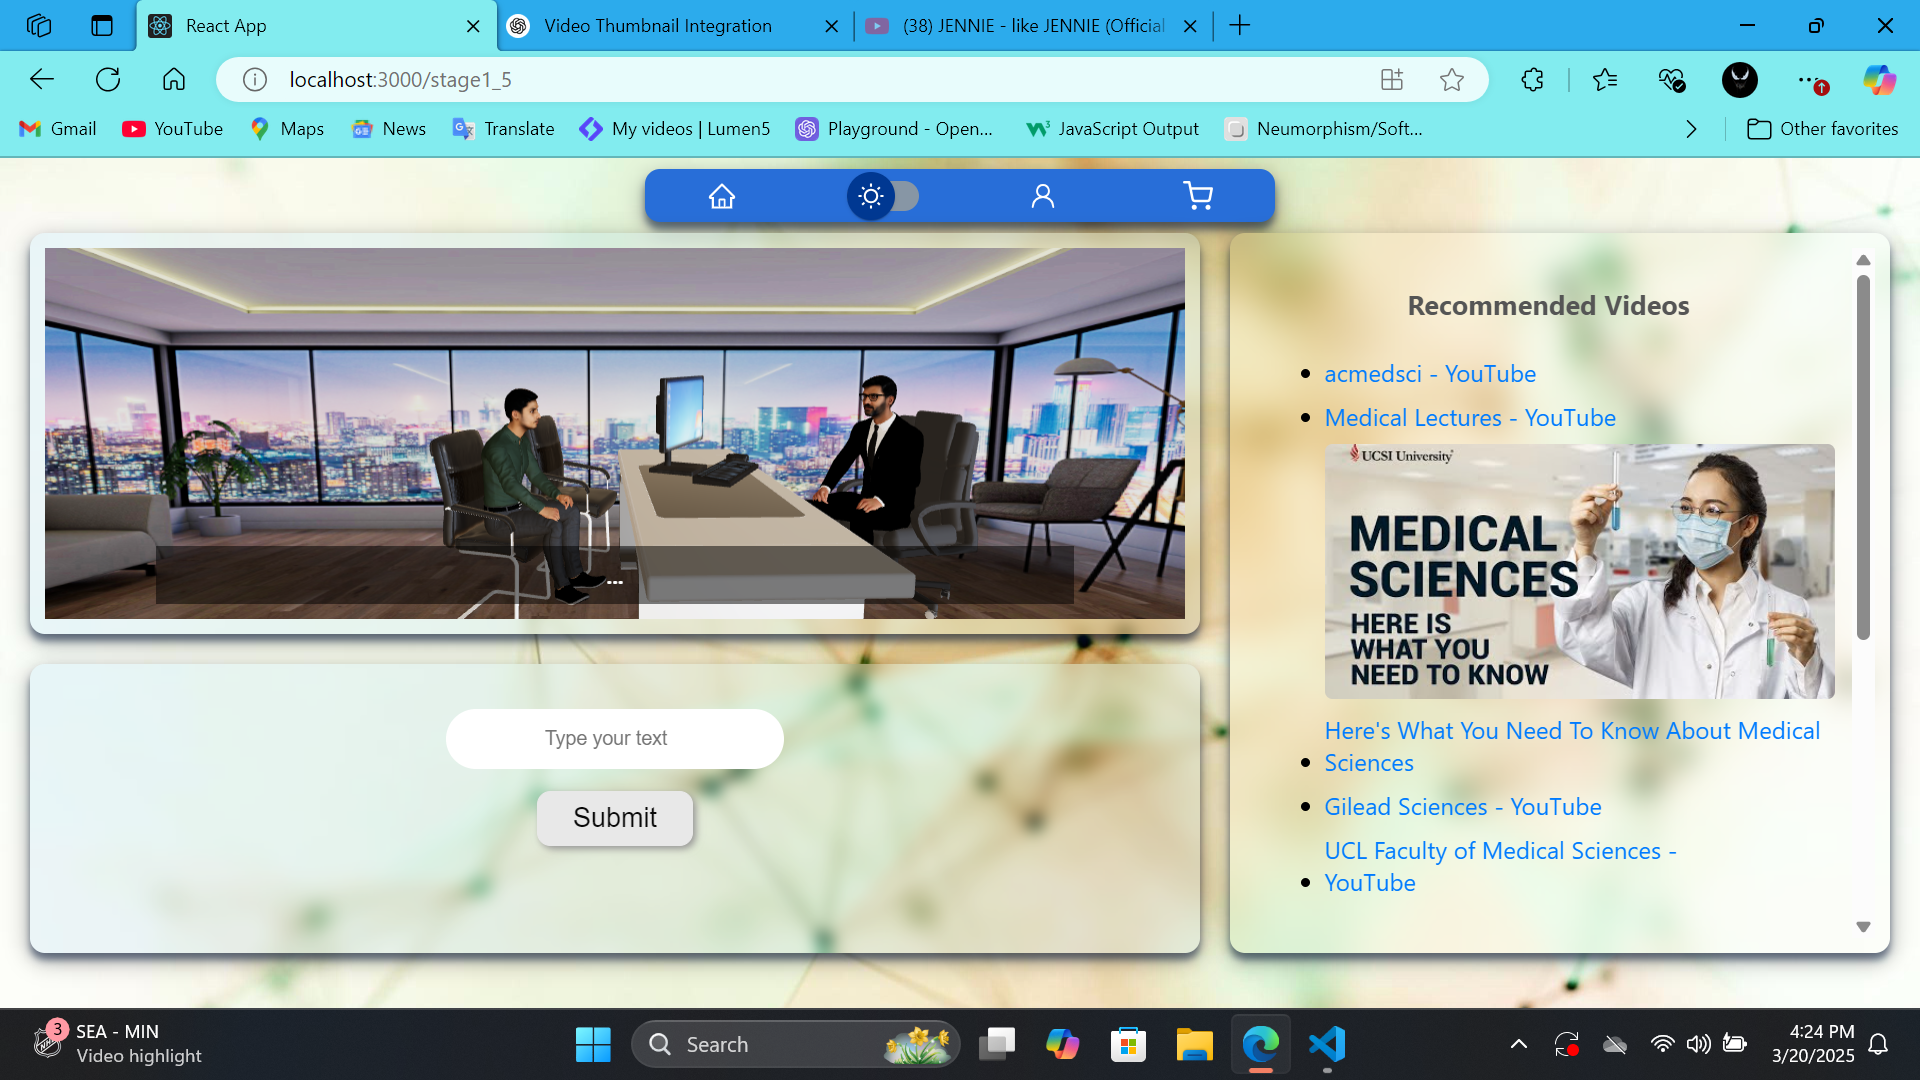 React App
Video Thumbnail Integration
(38) JENNIE - like JENNIE (Official
localhost:3000/stage1_5
Gmail
YouTube
Maps
News
Translate
My videos | Lumen5
Playground - Open...
JavaScript Output
Neumorphism/Soft...
Other favorites
Recommended Videos
acmedsci - YouTube
Medical Lectures - YouTube
UCSI University
MEDICAL
SCIENCES
HERE IS
WHAT YOU
NEED TO KNOW
Here's What You Need To Know About Medical
Sciences
Gilead Sciences - YouTube
UCL Faculty of Medical Sciences -
YouTube
...
Type your text
Submit
3
SEA - MIN
Video highlight
Search
4:24 PM
3/20/2025